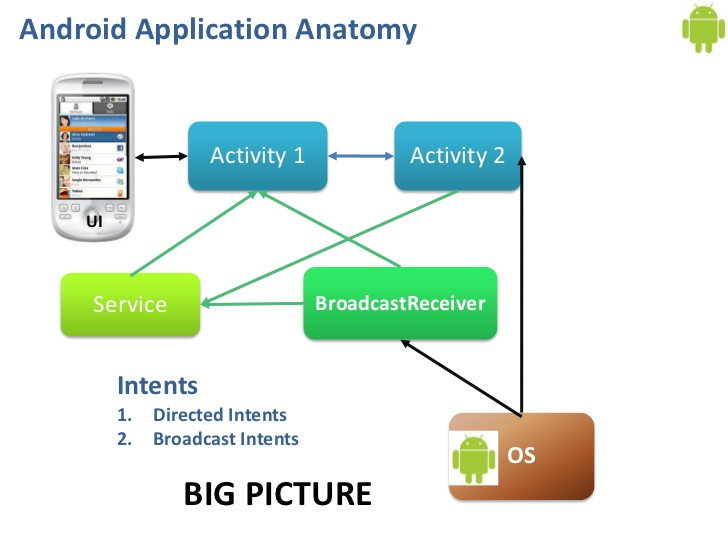 Android Application Anatomy
Activity 1
Activity 2
UI
Service
BroadcastReceiver
Intents
1. Directed Intents
2. Broadcast Intents
OS
BIG PICTURE